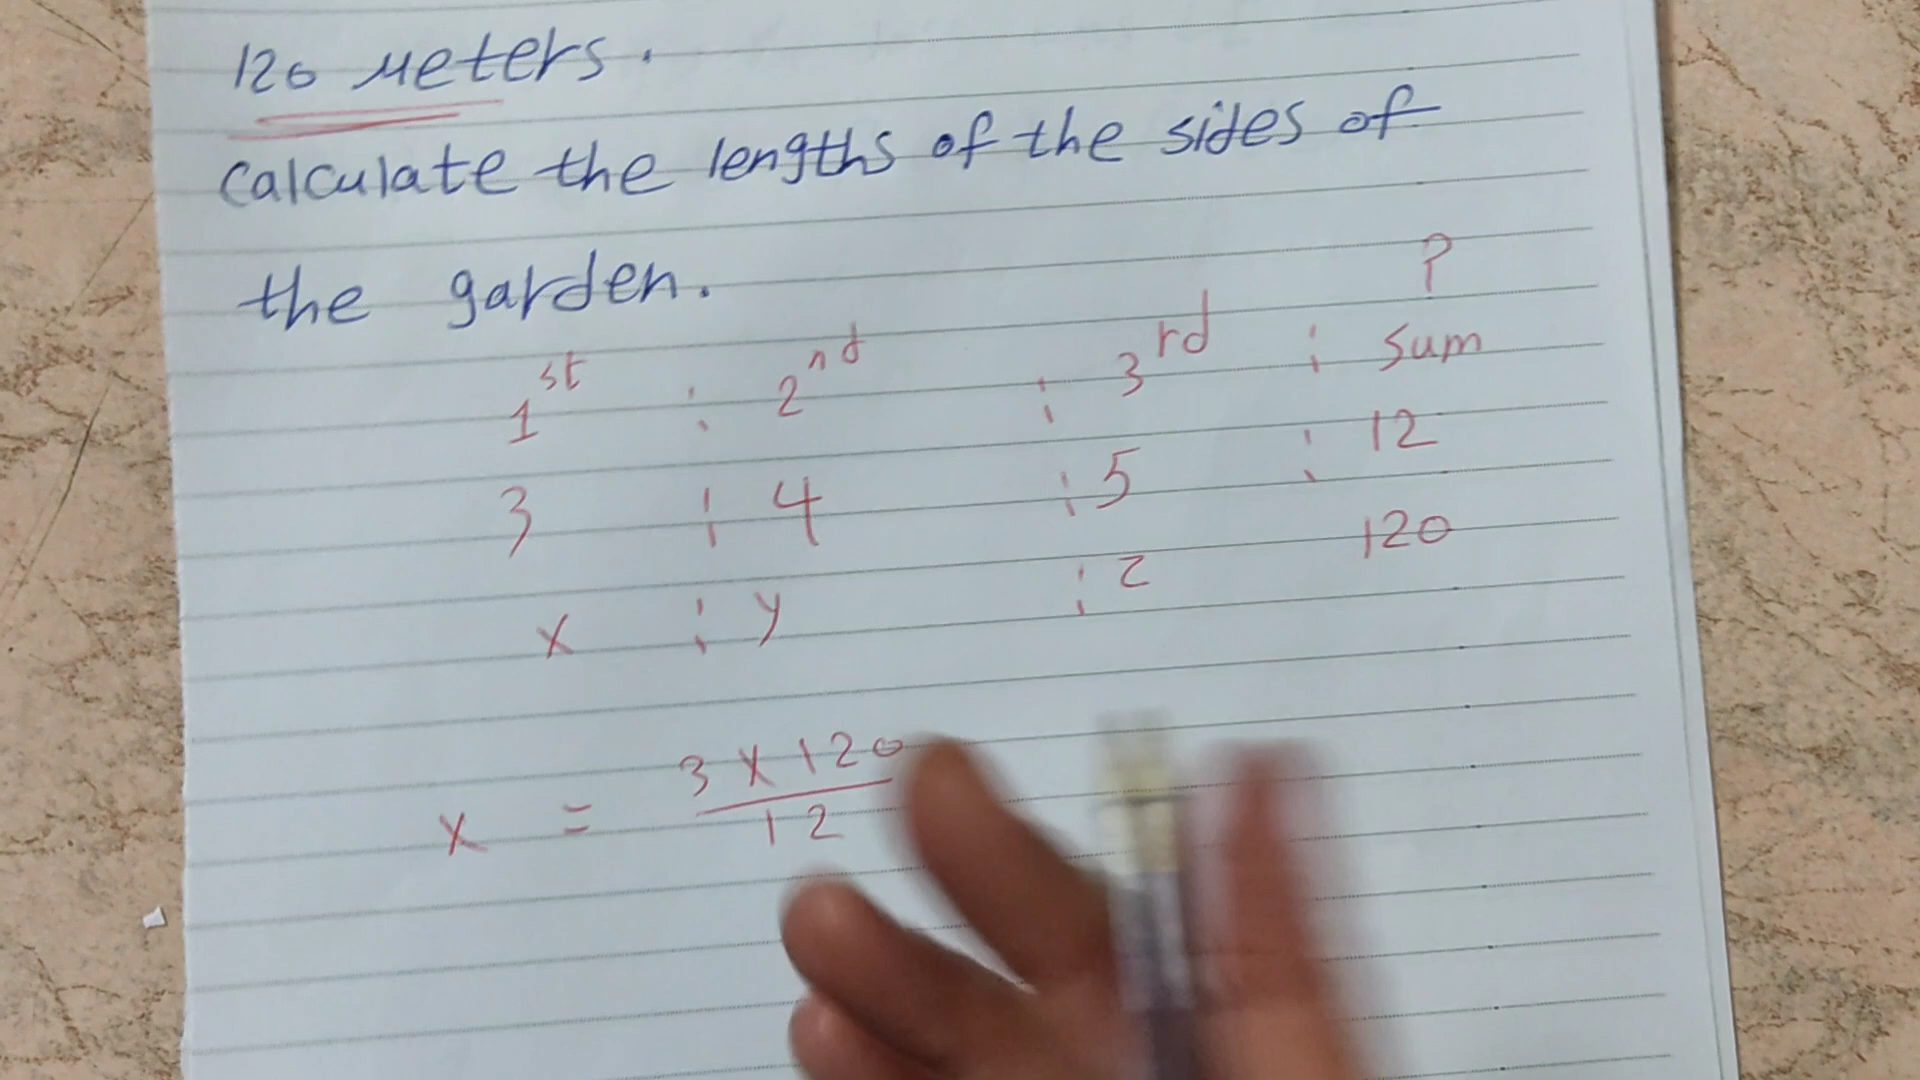 120 meters.
calculate the lengths of the sides of
the garden.
?
1st : 2nd : 3rd : sum
3 : 4 : 5 : 12
x : y : z 120
x = 3 x 120
12